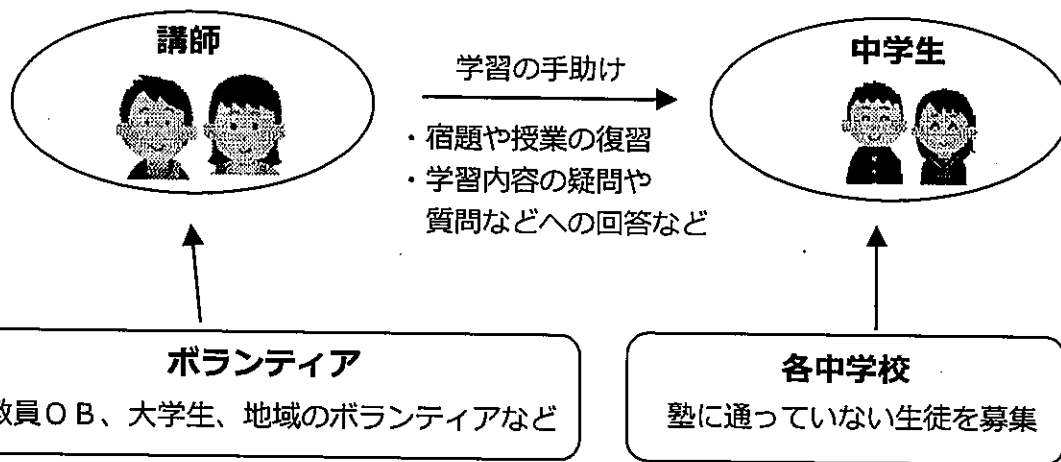 講師
中学生
学習の手助け
・宿題や授業の復習
・学習内容の疑問や
質問などへの回答など
ボランティア
教員ＯＢ、大学生、地域のボランティアなど
各中学校
塾に通っていない生徒を募集